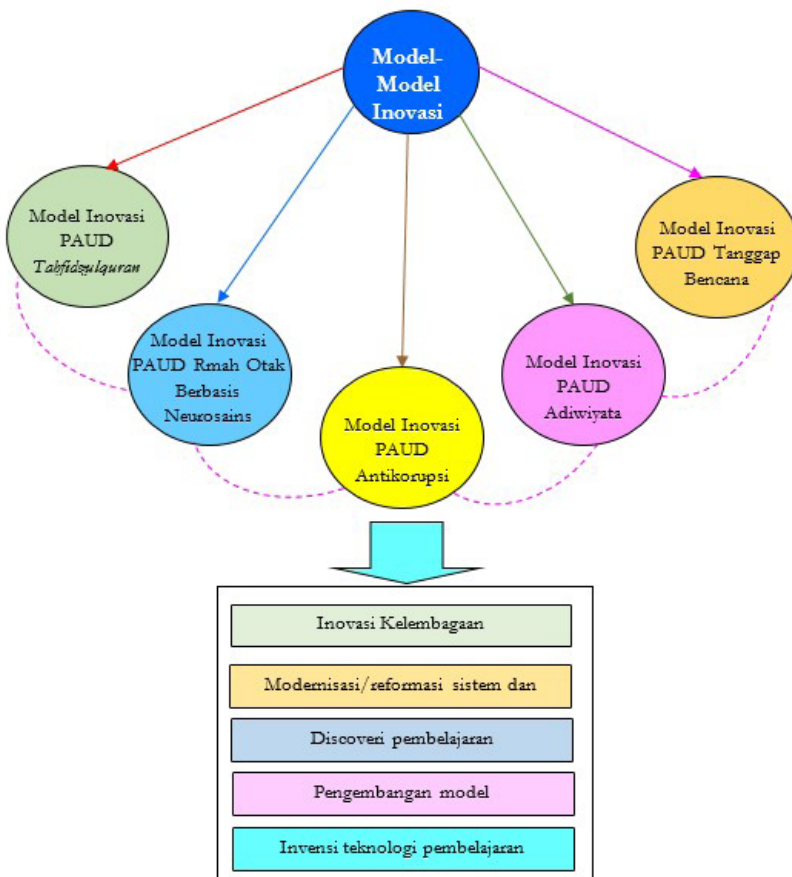 Model-
Model
Inovasi
Model Inovasi
PAUD
Tahfidzulquran
Model Inovasi
PAUD Tanggap
Bencana
Model Inovasi
PAUD Rmah Otak
Berbasis
Neurosains
Model Inovasi
PAUD
Adiwiyata
Model Inovasi
PAUD
Antikorupsi
Inovasi Kelembagaan
Modernisasi/reformasi sistem dan
Discoveri pembelajaran
Pengembangan model
Invensi teknologi pembelajaran